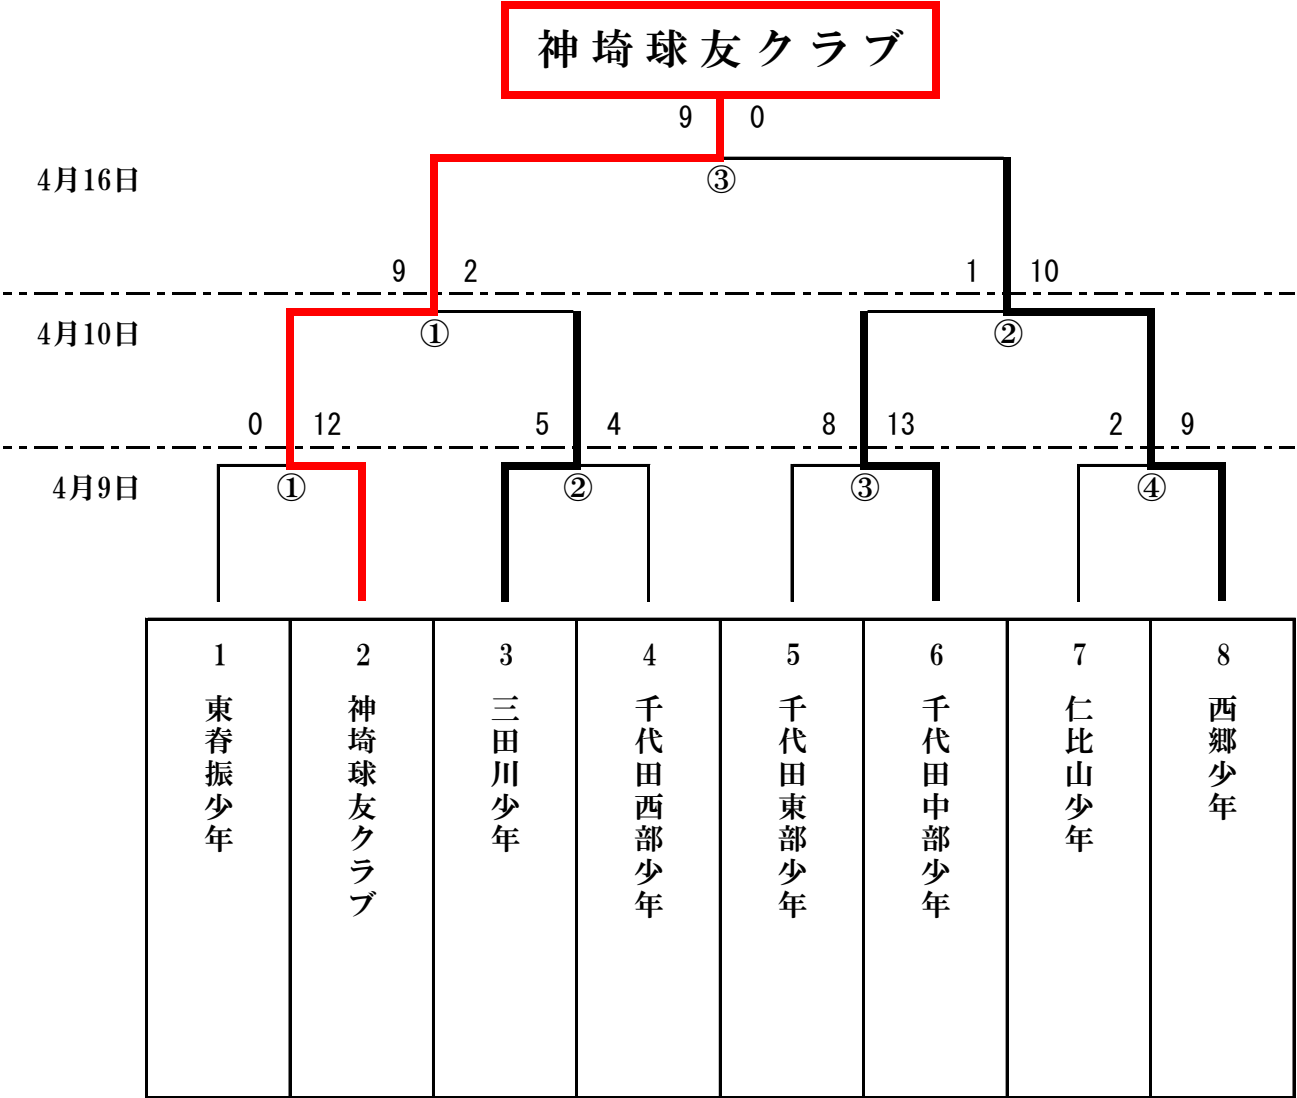 神埼球友クラブ
9 0
4月16日
③
9 2 1 10
4月10日
① ②
0 12 5 4 8 13 2 9
4月9日
① ② ③ ④
1 東脊振少年
2 神埼球友クラブ
3 三田川少年
4 千代田西部少年
5 千代田東部少年
6 千代田中部少年
7 仁比山少年
8 西郷少年